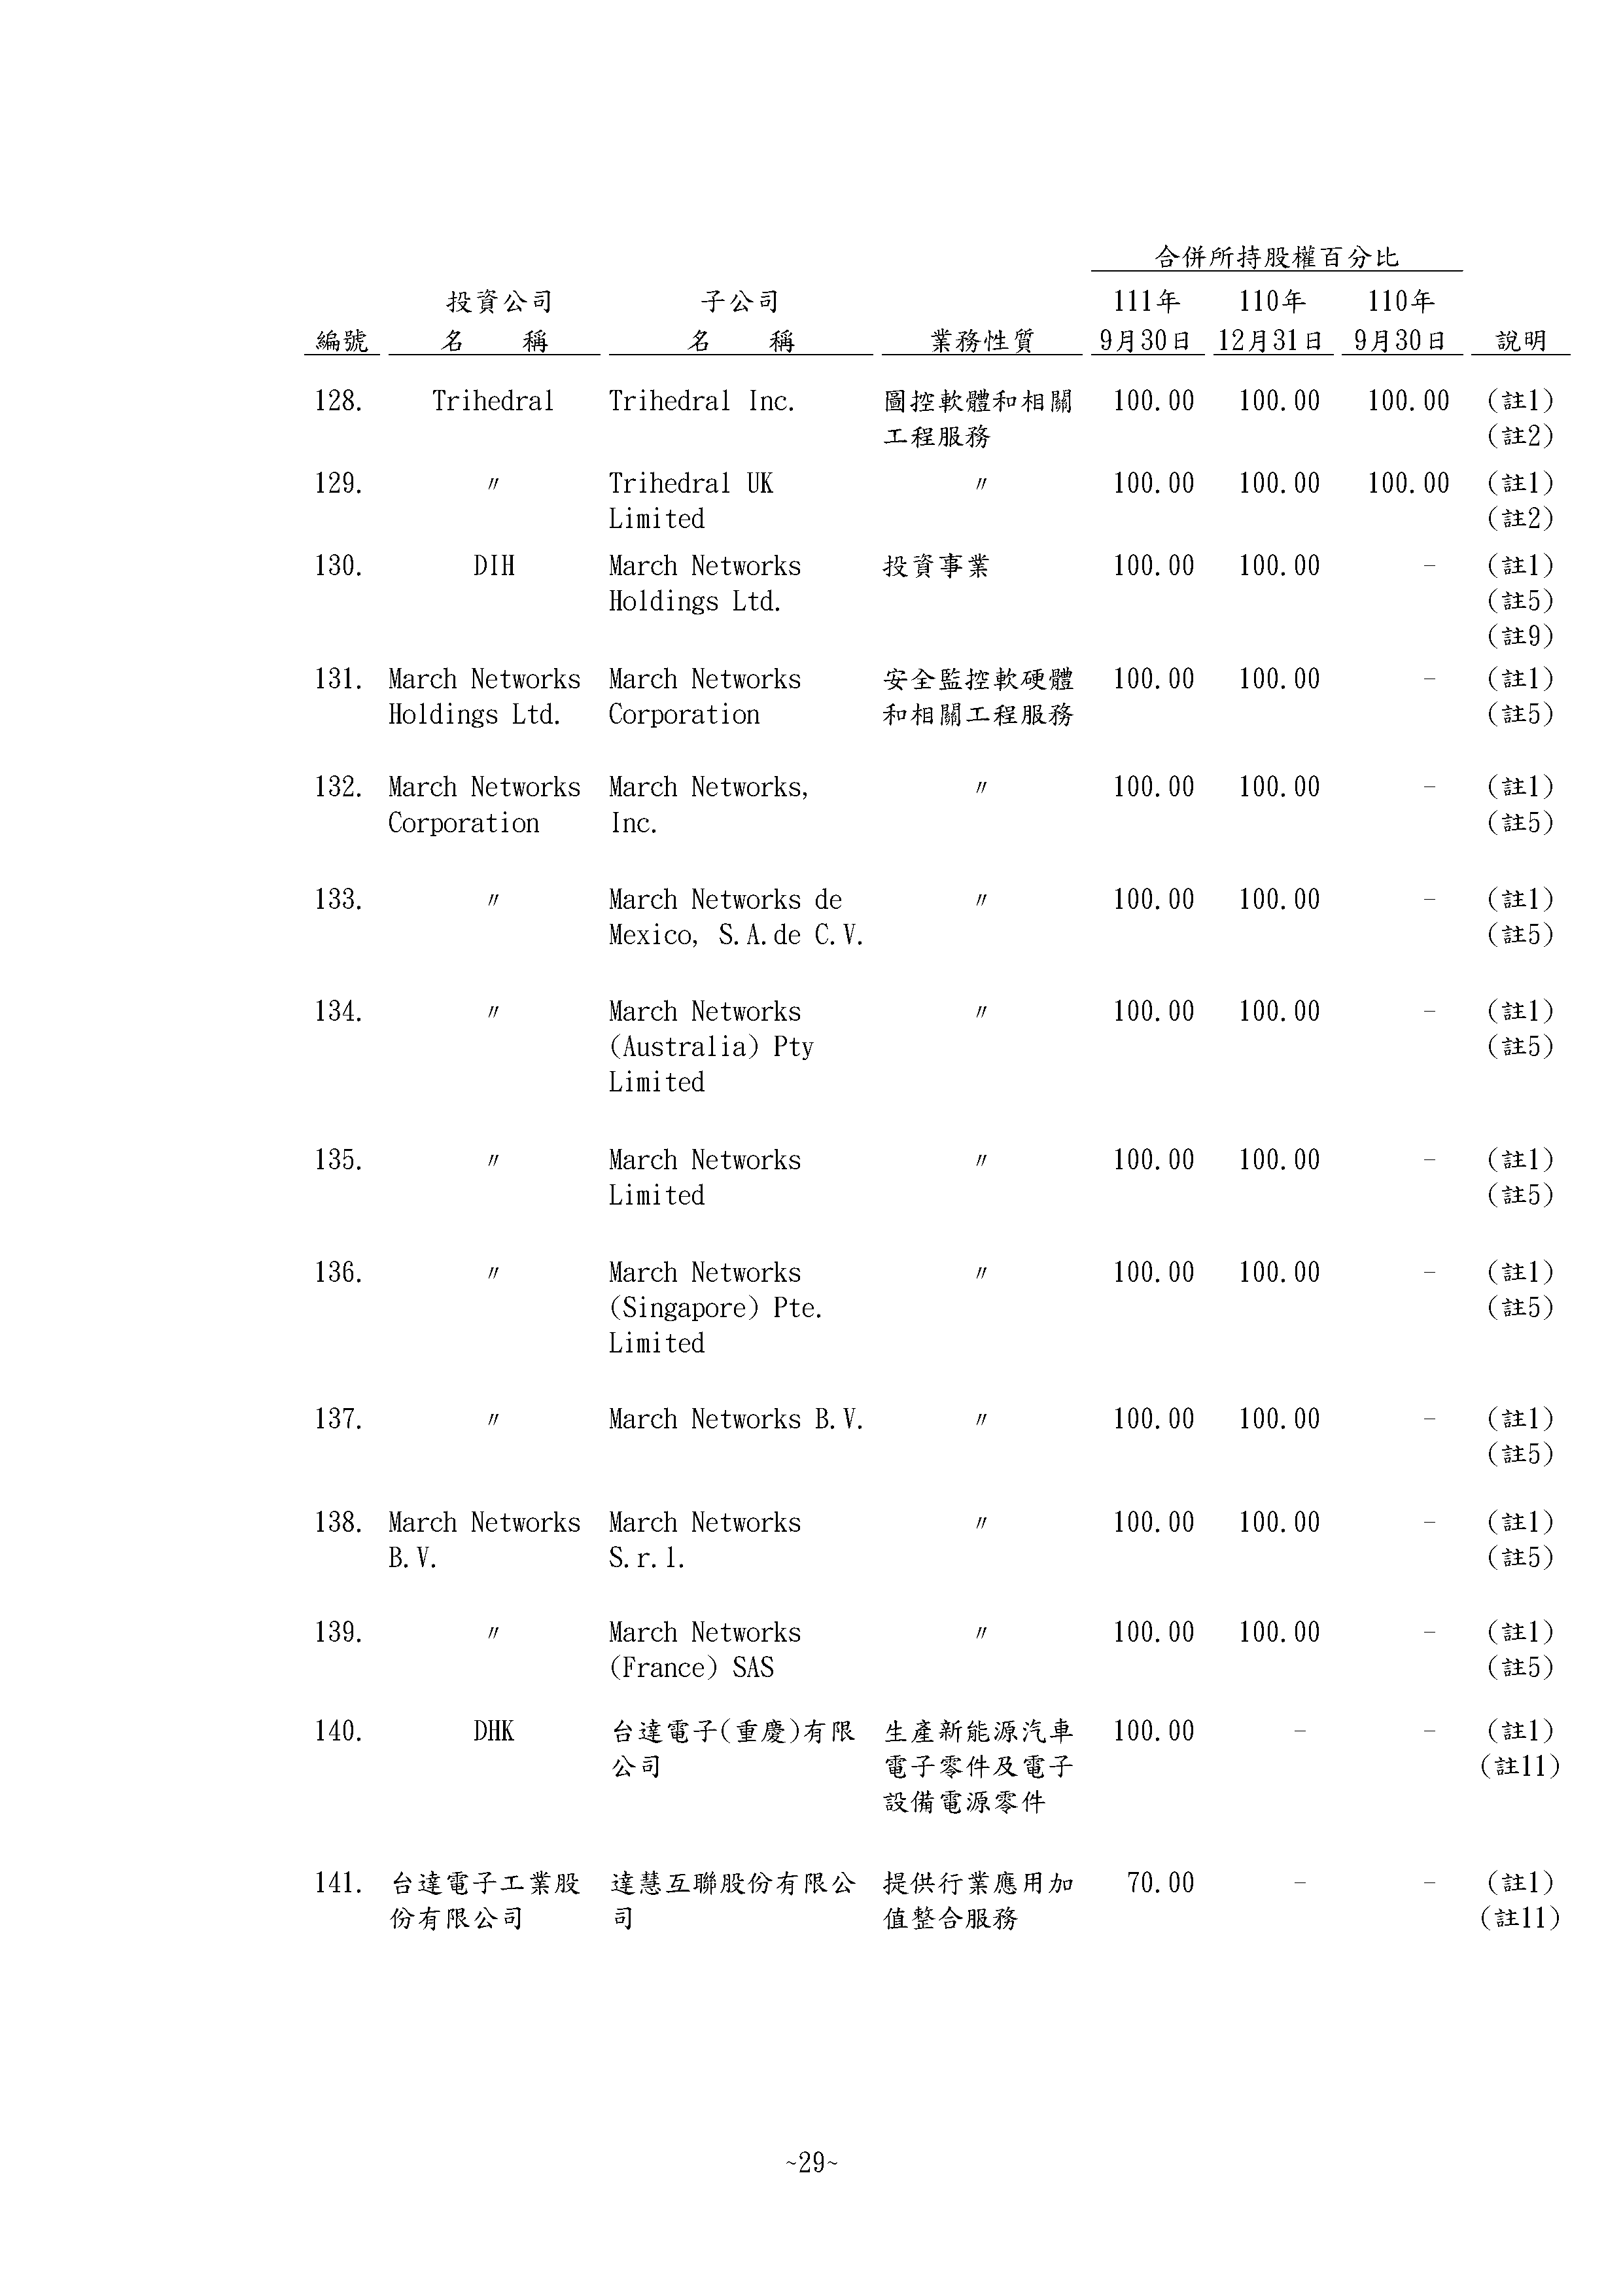 合併所持股權百分比
投資公司 子公司 111年 110年 110年
編號 名 稱 名 稱 業務性質 9月30日 12月31日 9月30日 說明
128. Trihedral Trihedral Inc. 圖控軟體和相關 100.00 100.00 100.00 (註1)
工程服務 (註2)
129. 〃 Trihedral UK 〃 100.00 100.00 100.00 (註1)
Limited (註2)
130. DIH March Networks 投資事業 100.00 100.00 - (註1)
Holdings Ltd. (註5)
(註9)
131. March Networks March Networks 安全監控軟硬體 100.00 100.00 - (註1)
Holdings Ltd. Corporation 和相關工程服務 (註5)
132. March Networks March Networks, 〃 100.00 100.00 - (註1)
Corporation Inc. (註5)
133. 〃 March Networks de 〃 100.00 100.00 - (註1)
Mexico, S.A.de C.V. (註5)
134. 〃 March Networks 〃 100.00 100.00 - (註1)
(Australia) Pty (註5)
Limited
135. 〃 March Networks 〃 100.00 100.00 - (註1)
Limited (註5)
136. 〃 March Networks 〃 100.00 100.00 - (註1)
(Singapore) Pte. (註5)
Limited
137. 〃 March Networks B.V. 〃 100.00 100.00 - (註1)
(註5)
138. March Networks March Networks 〃 100.00 100.00 - (註1)
B.V. S.r.l. (註5)
139. 〃 March Networks 〃 100.00 100.00 - (註1)
(France) SAS (註5)
140. DHK 台達電子(重慶)有限 生產新能源汽車 100.00 - - (註1)
公司 電子零件及電子 (註11)
設備電源零件
141. 台達電子工業股 達慧互聯股份有限公 提供行業應用加 70.00 - - (註1)
份有限公司 司 值整合服務 (註11)
~29~